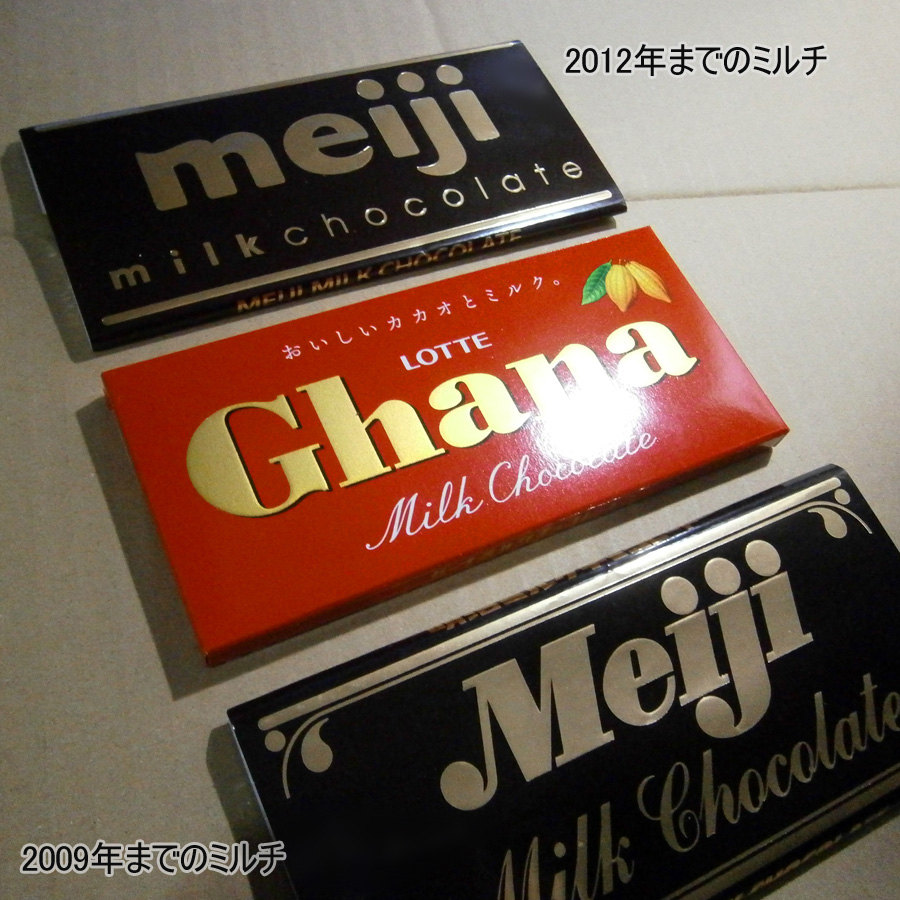 2012年までのミルチ
meiji
milkchocolate
MEIJI MILK CHOCOLATE
おいしいカカオとミルク。
LOTTE
Ghana
Milk Chocolate
Meiji
Milk Chocolate
2009年までのミルチ